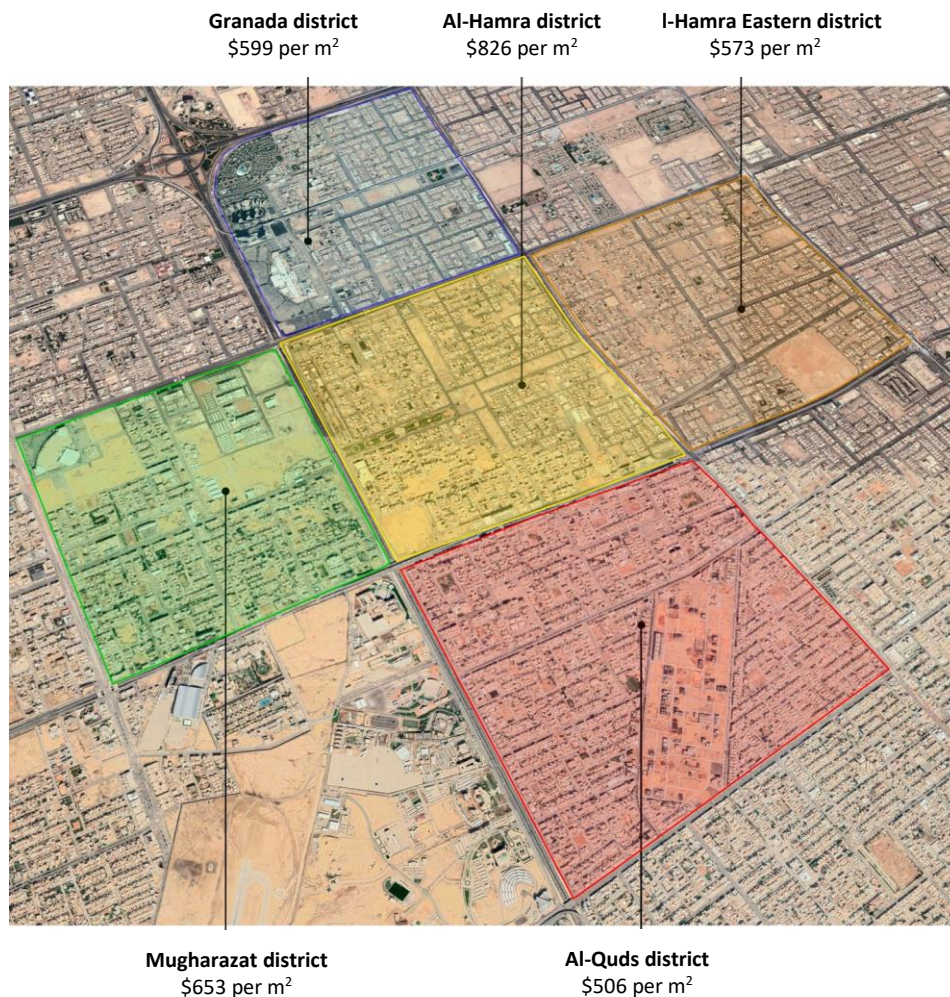 Granada district
$599 per m²
Al-Hamra district
$826 per m²
l-Hamra Eastern district
$573 per m²
Mugharazat district
$653 per m²
Al-Quds district
$506 per m²